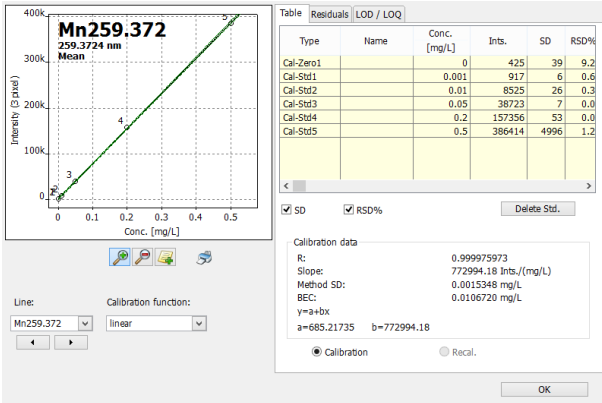 400k
300k
200k
100k
0
Intensity (3 pixel)
Mn259.372
259.3724 nm
Mean
5
4
3
2
0 0.1 0.2 0.3 0.4 0.5
Conc. [mg/L]
Line: Calibration function:
Mn259.372 linear
Table Residuals LOD / LOQ
Type Name Conc. [mg/L] Ints. SD RSD%
Cal-Zero1 0 425 39 9.2
Cal-Std1 0.001 917 6 0.6
Cal-Std2 0.01 8525 26 0.3
Cal-Std3 0.05 38723 7 0.0
Cal-Std4 0.2 157356 53 0.0
Cal-Std5 0.5 386414 4996 1.2
SD RSD% Delete Std.
Calibration data
R: 0.999975973
Slope: 772994.18 Ints./(mg/L)
Method SD: 0.0015348 mg/L
BEC: 0.0106720 mg/L
y=a+bx
a=685.21735 b=772994.18
Calibration Recal.
OK